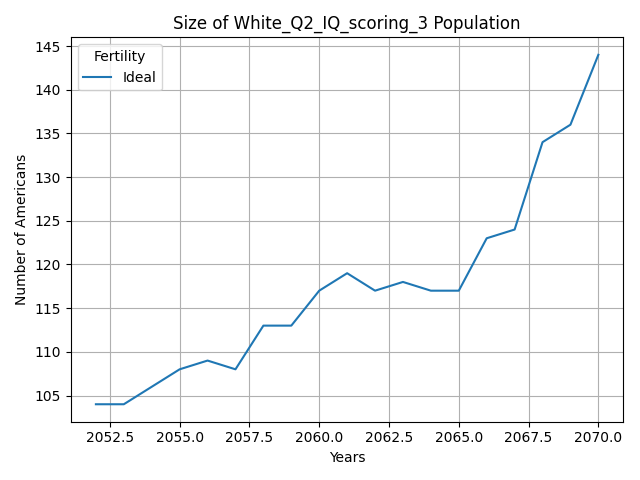 Size of White_Q2_IQ_scoring_3 Population
Fertility
Ideal
Number of Americans
145
140
135
130
125
120
115
110
105
2052.5 2055.0 2057.5 2060.0 2062.5 2065.0 2067.5 2070.0
Years